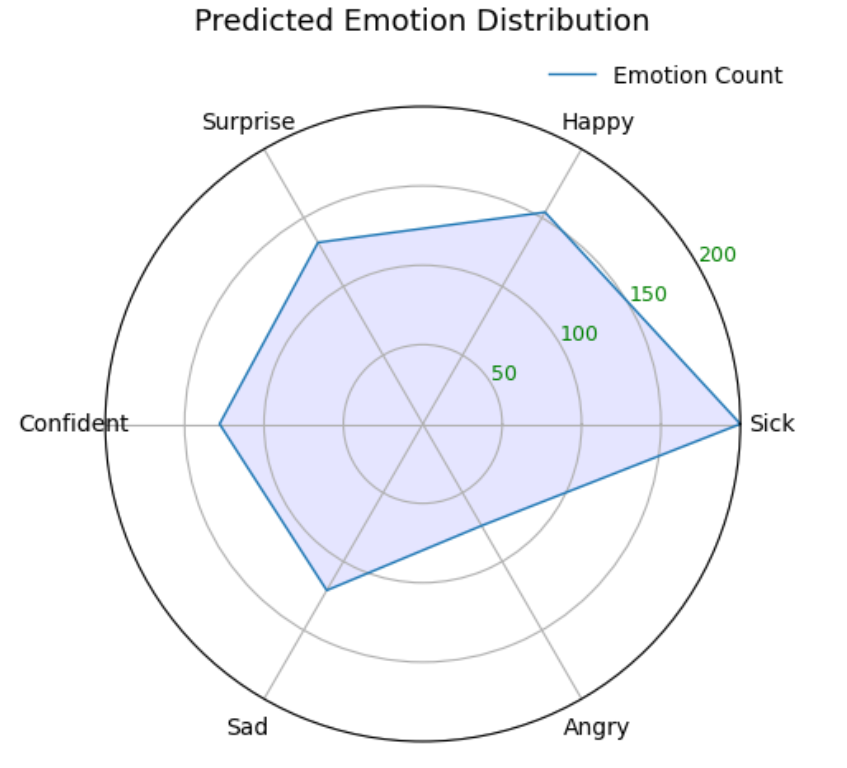 Predicted Emotion Distribution
Emotion Count
Surprise
Happy
200
150
100
50
Confident
Sick
Sad
Angry